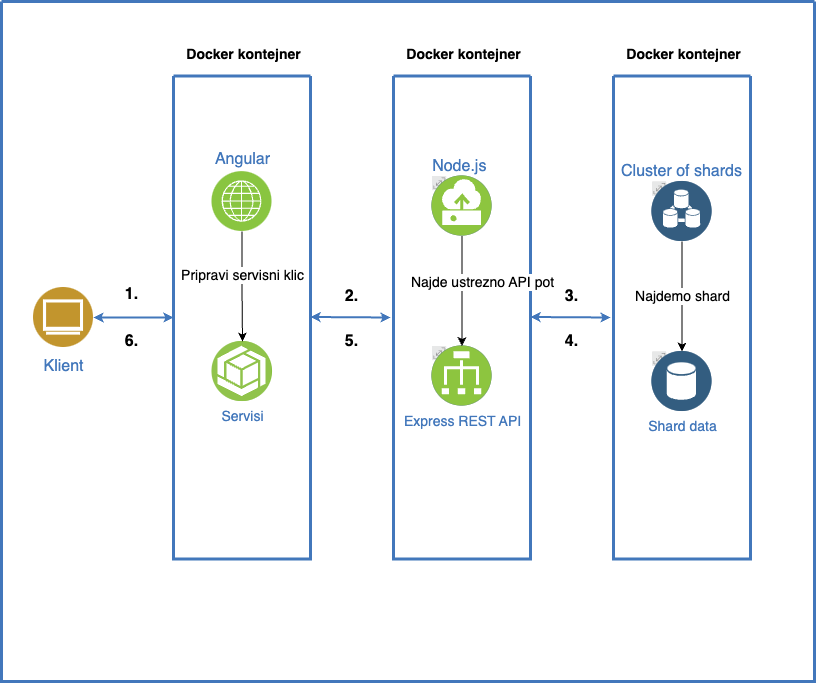 Docker kontejner
Docker kontejner
Docker kontejner
Angular
Node.js
Cluster of shards
Pripravi servisni klic
Najde ustrezno API pot
Najdemo shard
1.
2.
3.
6.
5.
4.
Klient
Servisi
Express REST API
Shard data